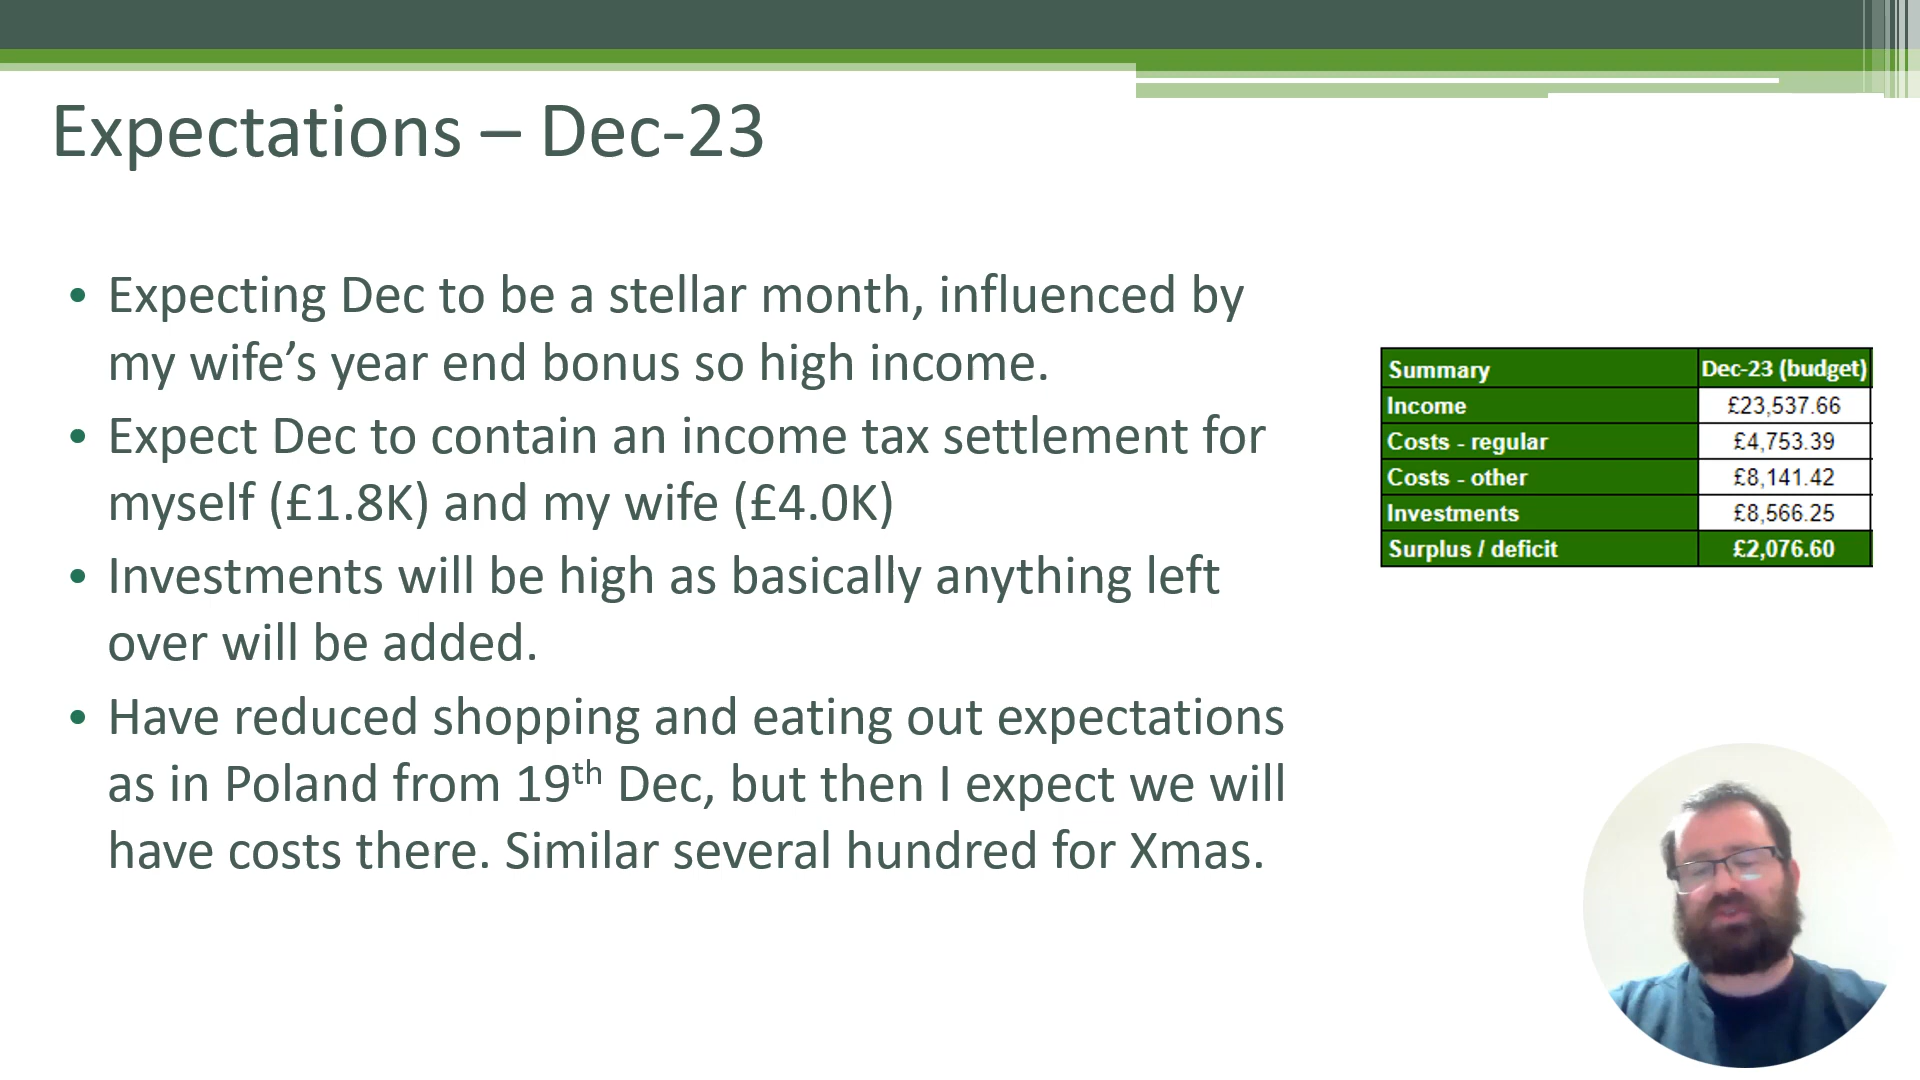 Expectations – Dec-23
• Expecting Dec to be a stellar month, influenced by
my wife’s year end bonus so high income.
• Expect Dec to contain an income tax settlement for
myself (£1.8K) and my wife (£4.0K)
• Investments will be high as basically anything left
over will be added.
• Have reduced shopping and eating out expectations
as in Poland from 19th Dec, but then I expect we will
have costs there. Similar several hundred for Xmas.
Summary Dec-23 (budget)
Income £23,537.66
Costs - regular £4,753.39
Costs - other £8,141.42
Investments £8,566.25
Surplus / deficit £2,076.60